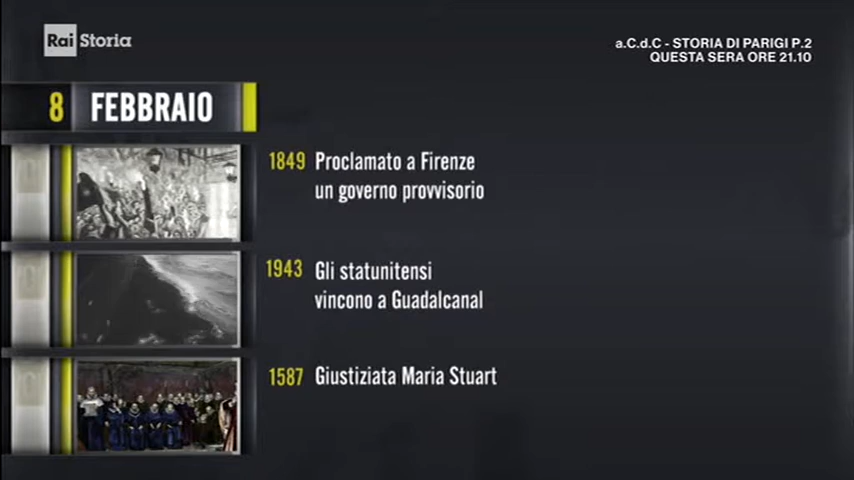 Rai Storia
a.C.d.C - STORIA DI PARIGI P.2
QUESTA SERA ORE 21.10
8 FEBBRAIO
1849 Proclamato a Firenze
un governo provvisorio
1943 Gli statunitensi
vincono a Guadalcanal
1587 Giustiziata Maria Stuart